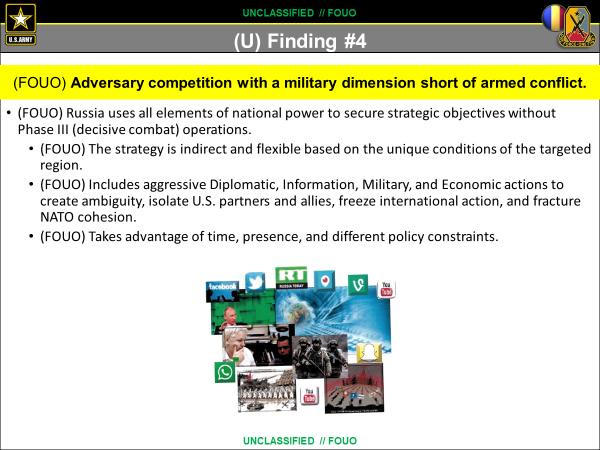 UNCLASSIFIED // FOUO
U.S.ARMY
(U) Finding #4
(FOUO) Adversary competition with a military dimension short of armed conflict.
• (FOUO) Russia uses all elements of national power to secure strategic objectives without
Phase III (decisive combat) operations.
• (FOUO) The strategy is indirect and flexible based on the unique conditions of the targeted
region.
• (FOUO) Includes aggressive Diplomatic, Information, Military, and Economic actions to
create ambiguity, isolate U.S. partners and allies, freeze international action, and fracture
NATO cohesion.
• (FOUO) Takes advantage of time, presence, and different policy constraints.
facebook
RT
RUSSIA TODAY
You
Tube
You
Tube
UNCLASSIFIED // FOUO